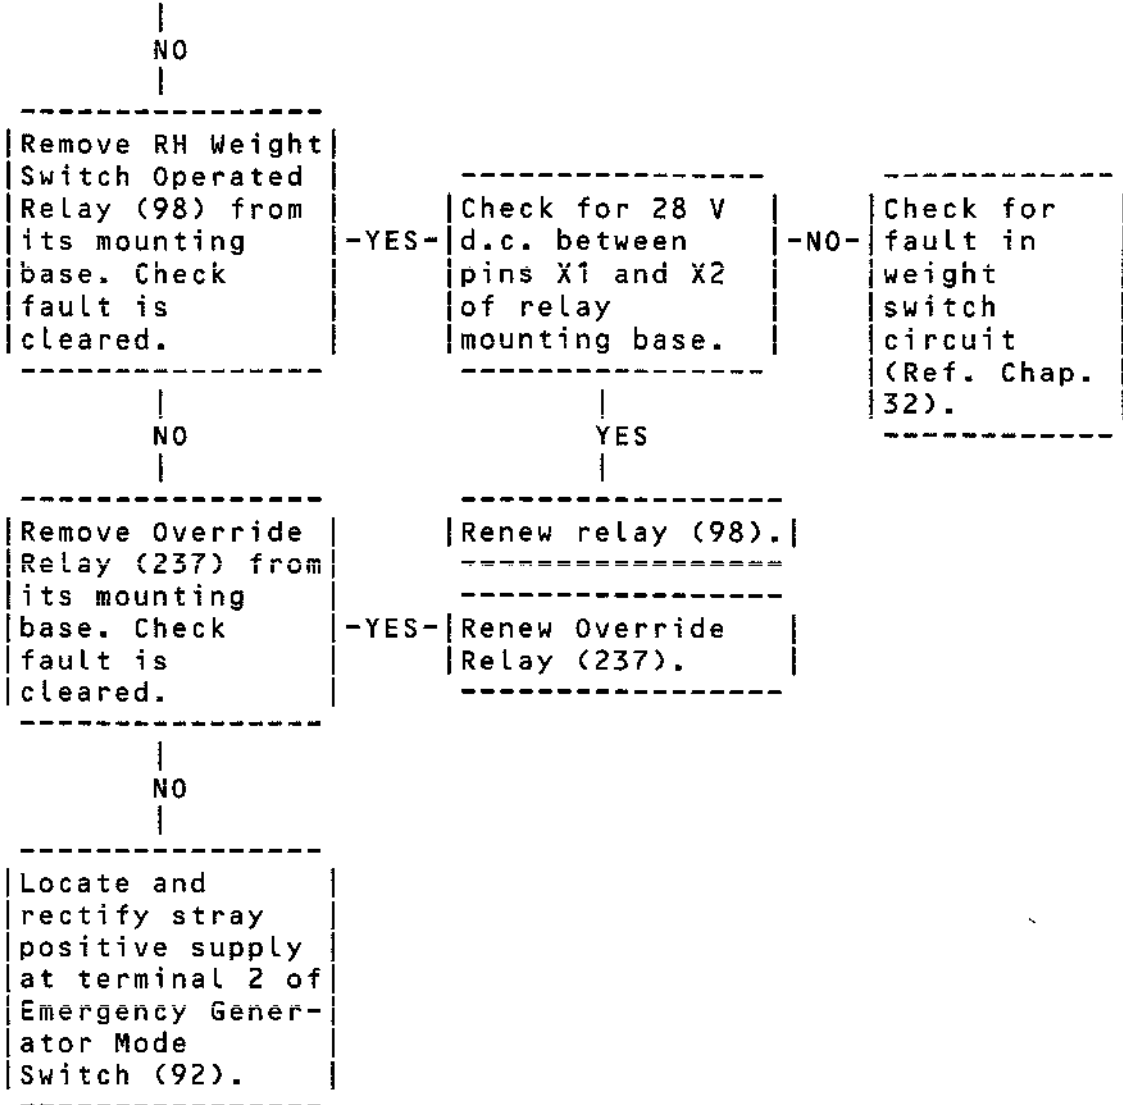 NO
Remove RH Weight
Switch Operated
Relay (98) from
its mounting
base. Check
fault is
cleared.
-YES-
Check for 28 V
d.c. between
pins X1 and X2
of relay
mounting base.
-NO-
Check for
fault in
weight
switch
circuit
(Ref. Chap.
32).
NO
YES
Remove Override
Relay (237) from
its mounting
base. Check
fault is
cleared.
Renew relay (98).
-YES-
Renew Override
Relay (237).
NO
Locate and
rectify stray
positive supply
at terminal 2 of
Emergency Gener-
ator Mode
Switch (92).